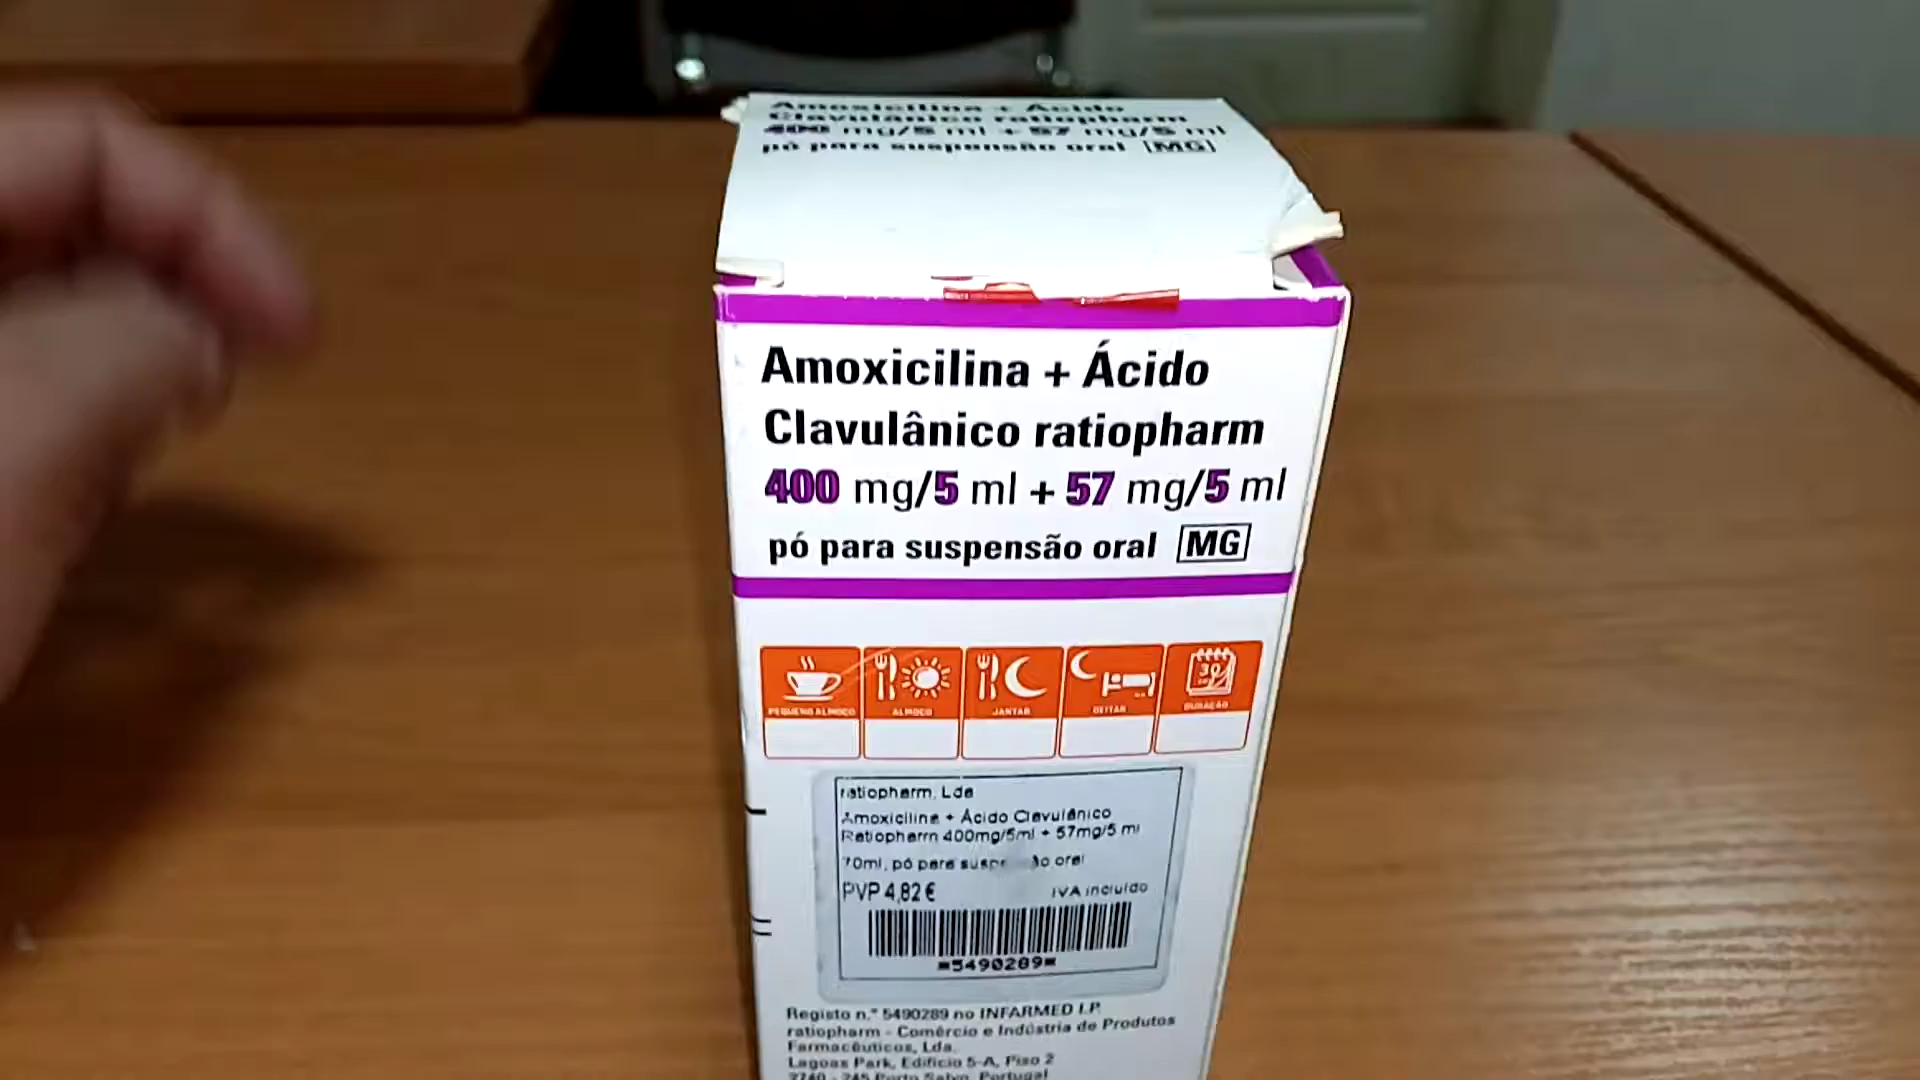 Amoxicilina + Ácido
Clavulânico ratiopharm
400 mg/5 ml + 57 mg/5 ml
pó para suspensão oral MG
Amoxicilina + Ácido
Clavulânico ratiopharm
400 mg/5 ml + 57 mg/5 ml
pó para suspensão oral MG
PEQUENO ALMOÇO ALMOÇO JANTAR DEITAR 30 DURAÇÃO
ratiopharm, Lda
Amoxicilina + Ácido Clavulânico
Ratiopharm 400mg/5ml + 57mg/5 ml
70ml, pó para oral
PVP 4,82 € IVA incluído
*5490289*
Registo n.º 5490289 no INFARMED I.P.
ratiopharm - Comércio e Indústria de Produtos
Farmacêuticos, Lda.
Lagoas Park, Edifício 5-A, Piso 2
2740 - 245 Porto Salvo, Portugal